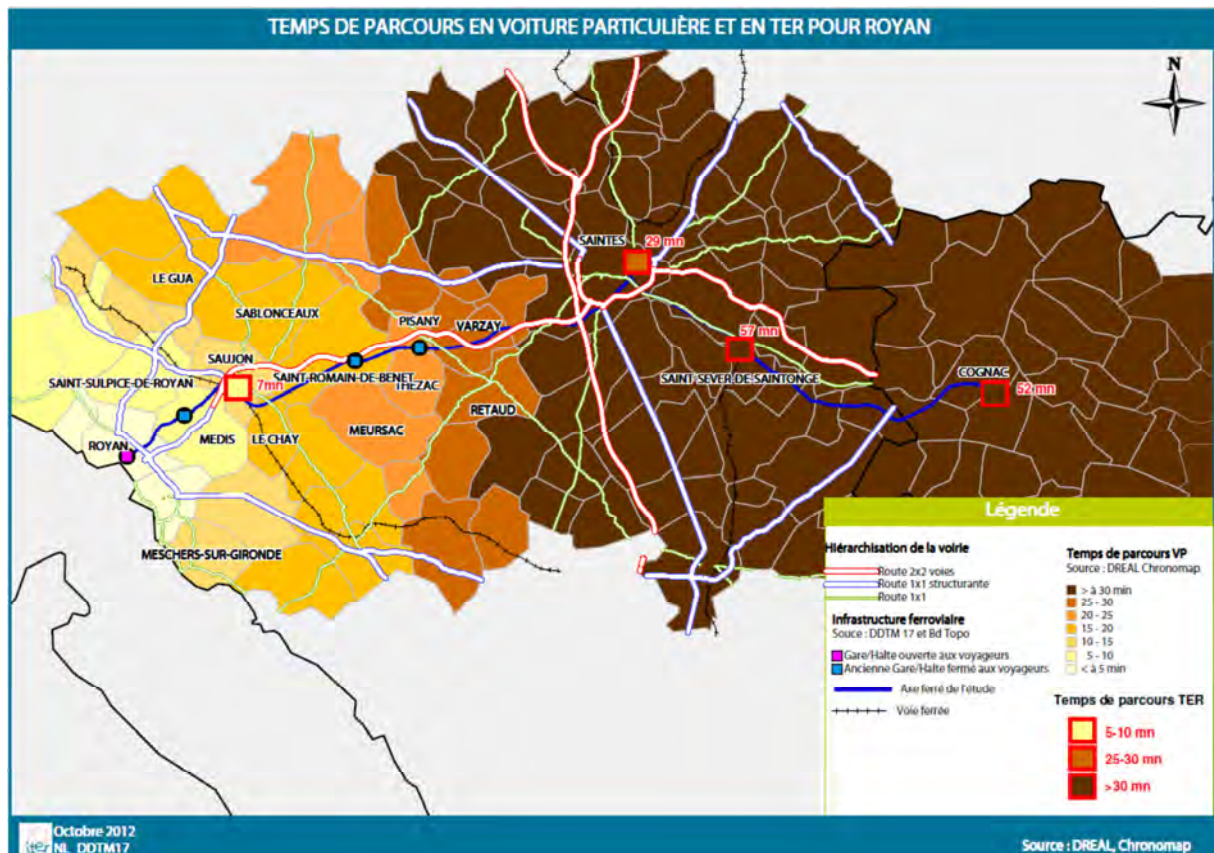 TEMPS DE PARCOURS EN VOITURE PARTICULIÈRE ET EN TER POUR ROYAN
N
SAINTES
29 mn
LE GUA
SABLONCEAUX
PISANY
VARZAY
57 mn
SAUJON
7mn
SAINT-ROMAIN-DE-BENET
THEZAC
SAINT-SULPICE-DE-ROYAN
SAINT SEVER DE SAINTONGE
COGNAC
52 mn
RETAUD
MEURSAC
MEDIS
LE CHAY
ROYAN
MESCHERS-SUR-GIRONDE
Légende
Hiérarchisation de la voirie
Route 2x2 voies
Route 1x1 structurante
Route 1x1
Infrastructure ferroviaire
Souce : DDTM 17 et Bd Topo
Gare/Halte ouverte aux voyageurs
Ancienne Gare/Halte fermé aux voyageurs
Axe ferré de l'étude
Voie ferrée
Temps de parcours VP
Source : DREAL Chronomap
> à 30 min
25 - 30
20 - 25
15 - 20
10 - 15
5 - 10
< à 5 min
Temps de parcours TER
5-10 mn
25-30 mn
>30 mn
Octobre 2012
NL_DDTM17
Source : DREAL, Chronomap